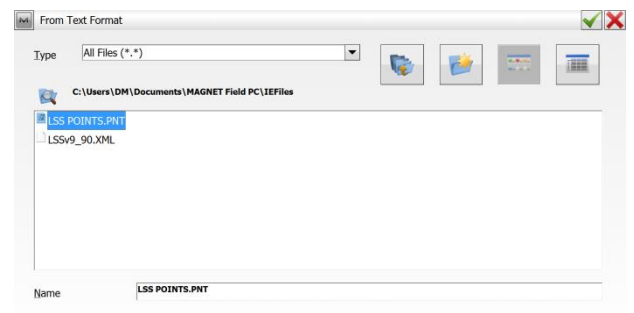 From Text Format
Type All Files (*.*)
C:\Users\DM\Documents\MAGNET Field PC\IEFiles
LSS POINTS.PNT
LSSv9_90.XML
Name LSS POINTS.PNT